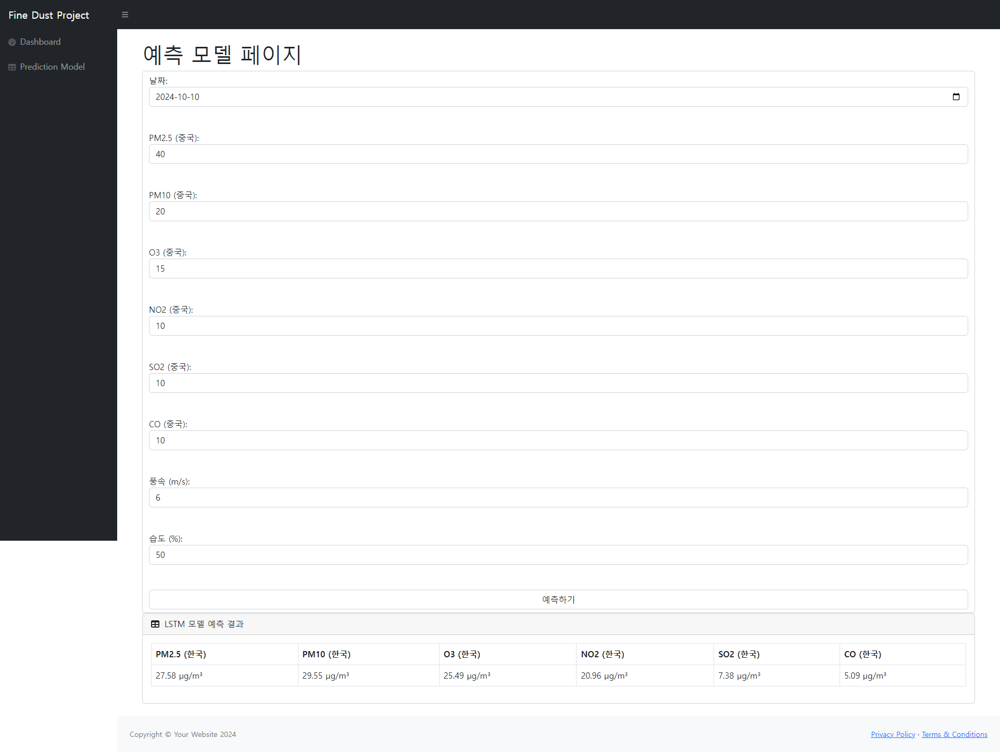 Fine Dust Project
Dashboard
Prediction Model
예측 모델 페이지
날짜:
2024-10-10
PM2.5 (중국):
40
PM10 (중국):
20
O3 (중국):
15
NO2 (중국):
10
SO2 (중국):
10
CO (중국):
10
풍속 (m/s):
6
습도 (%):
50
예측하기
LSTM 모델 예측 결과
PM2.5 (한국) PM10 (한국) O3 (한국) NO2 (한국) SO2 (한국) CO (한국)
27.58 µg/m³ 29.55 µg/m³ 25.49 µg/m³ 20.96 µg/m³ 7.38 µg/m³ 5.09 µg/m³
Copyright © Your Website 2024 Privacy Policy · Terms & Conditions